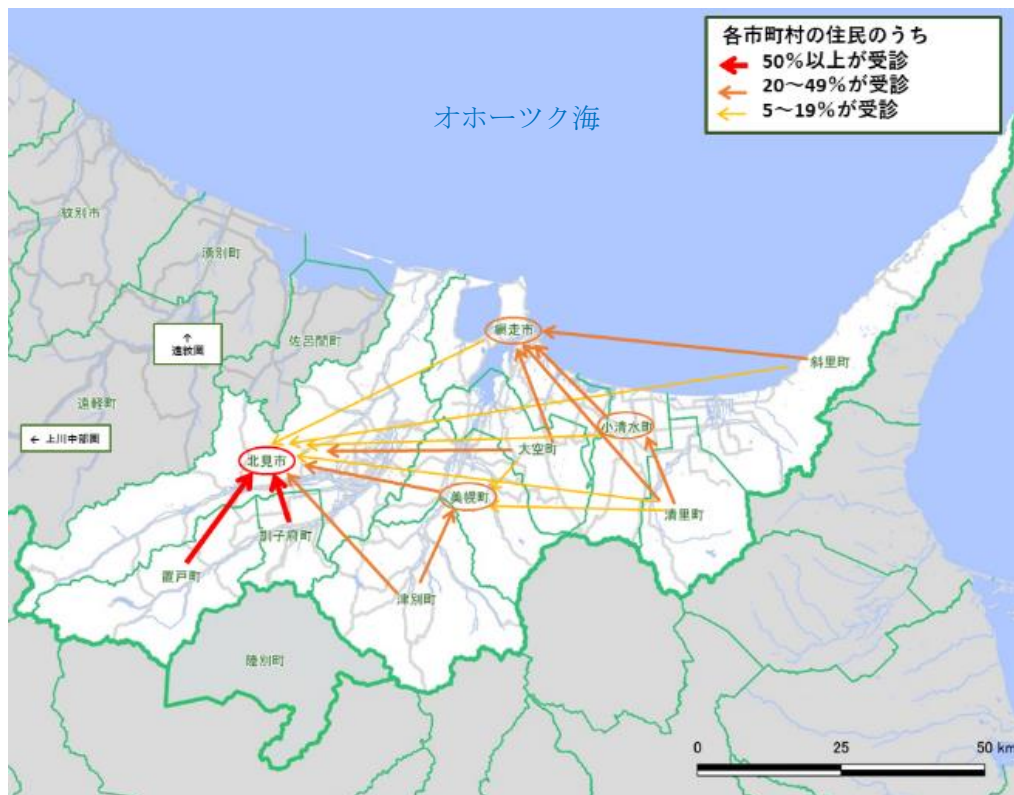 各市町村の住民のうち
50%以上が受診
20～49%が受診
5～19%が受診
オホーツク海
紋別市
湧別町
佐呂間町
↑
遠紋圏
遠軽町
← 上川中部圏
網走市
斜里町
小清水町
大空町
北見市
美幌町
清里町
訓子府町
置戸町
津別町
陸別町
0 25 50 km